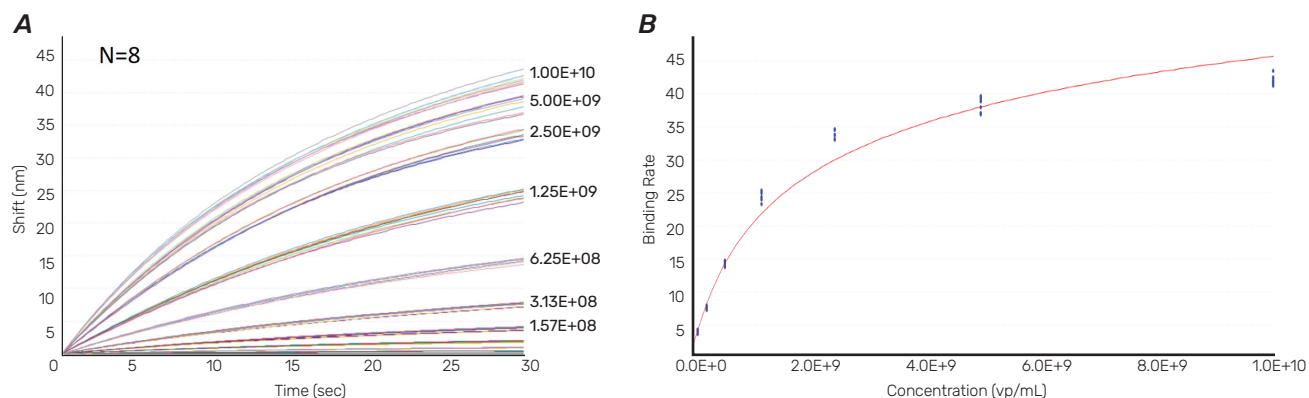 A
N=8
45
40
35
30
25
20
15
10
5
0
5
10
15
20
25
30
Shift (nm)
Time (sec)
1.00E+10
5.00E+09
2.50E+09
1.25E+09
6.25E+08
3.13E+08
1.57E+08
B
45
40
35
30
25
20
15
10
5
0.0E+0
2.0E+9
4.0E+9
6.0E+9
8.0E+9
1.0E+10
Binding Rate
Concentration (vp/mL)